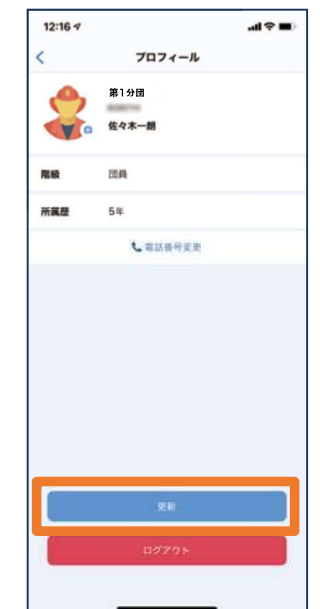 12:16
プロフィール
第1分団
佐々木一朗
階級 団員
所属歴 5年
電話番号変更
更新
ログアウト